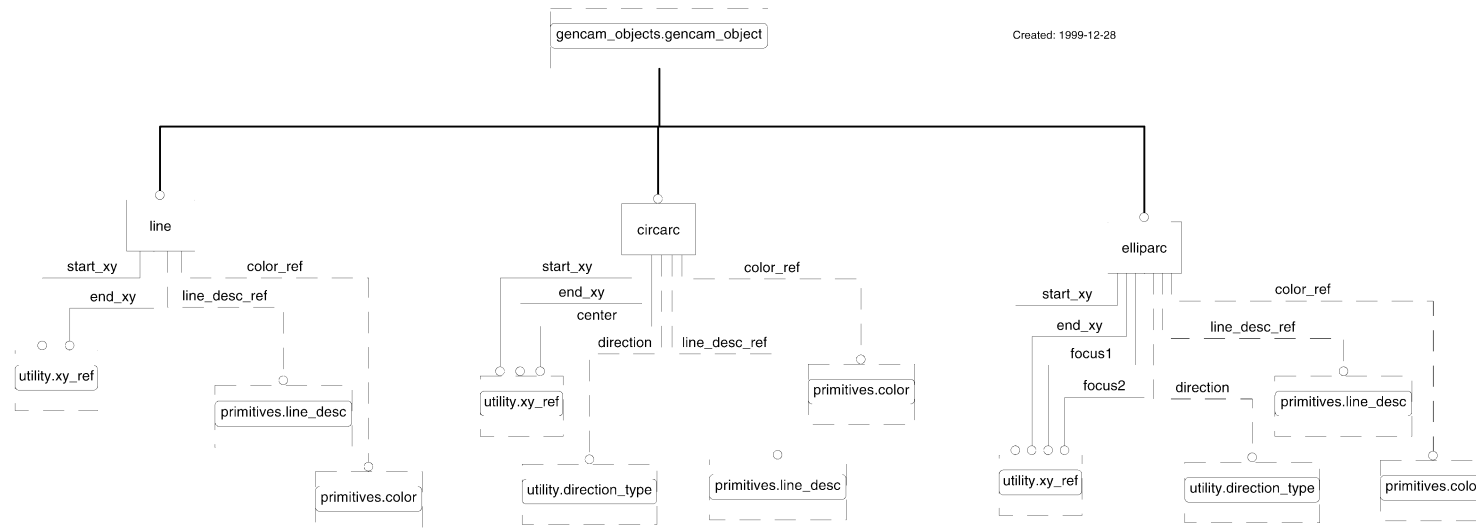 gencam_objects.gencam_object
Created: 1999-12-28
line
circarc
elliparc
start_xy
color_ref
end_xy
line_desc_ref
utility.xy_ref
primitives.line_desc
primitives.color
start_xy
color_ref
end_xy
center
direction
line_desc_ref
utility.xy_ref
primitives.color
utility.direction_type
primitives.line_desc
start_xy
color_ref
end_xy
line_desc_ref
focus1
focus2
direction
primitives.line_desc
utility.xy_ref
utility.direction_type
primitives.colo